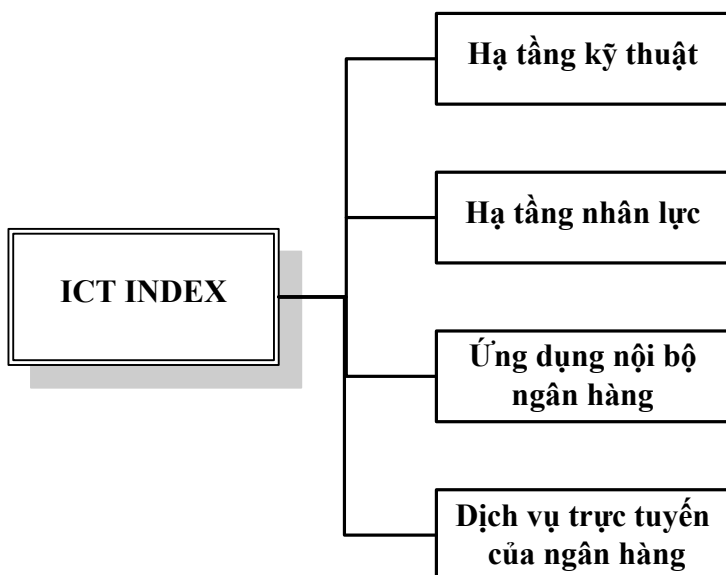 Hạ tầng kỹ thuật
Hạ tầng nhân lực
ICT INDEX
Ứng dụng nội bộ
ngân hàng
Dịch vụ trực tuyến
của ngân hàng